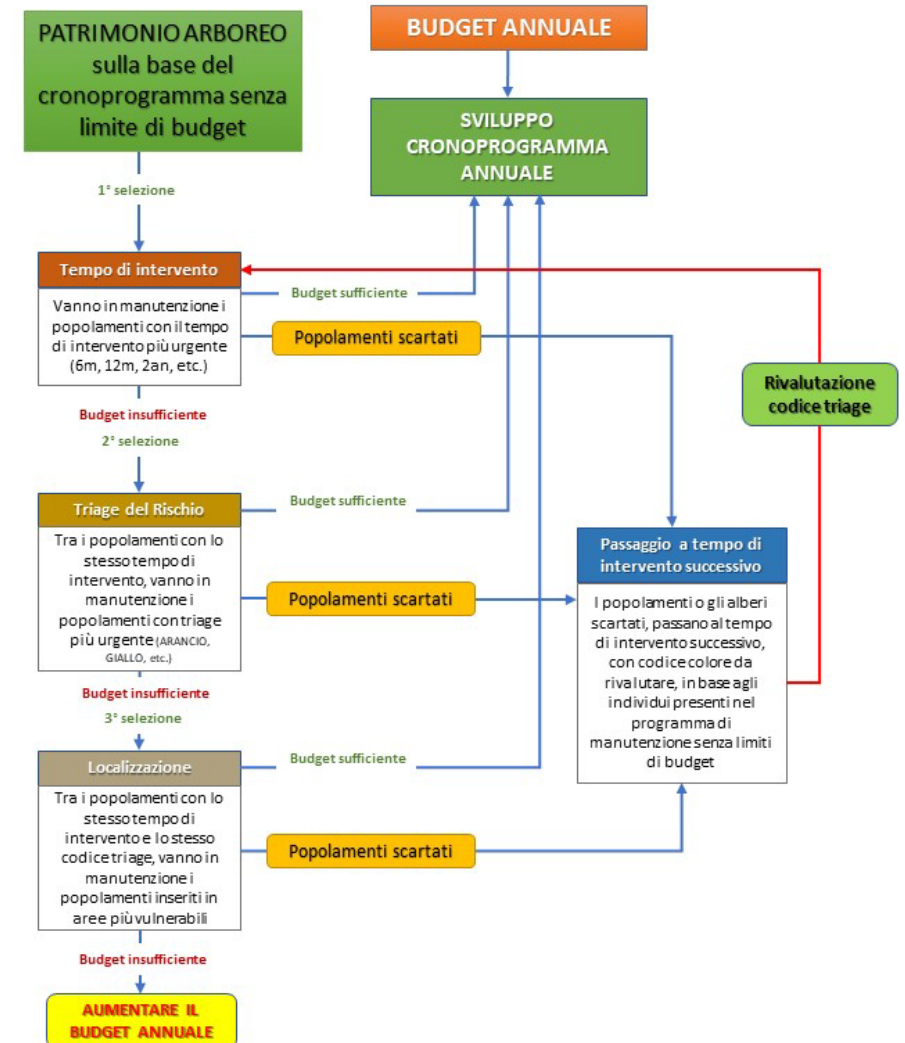 PATRIMONIO ARBOREO
sulla base del
cronoprogramma senza
limite di budget
BUDGET ANNUALE
SVILUPPO
CRONOPROGRAMMA
ANNUALE
1° selezione
Tempo di intervento
Vanno in manutenzione i
popolamenti con il tempo
di intervento più urgente
(6m, 12m, 2an, etc.)
Budget sufficiente
Popolamenti scartati
Rivalutazione
codice triage
Budget insufficiente
2° selezione
Triage del Rischio
Tra i popolamenti con lo
stesso tempo di
intervento, vanno in
manutenzione i
popolamenti con triage
più urgente (ARANCIO,
GIALLO, etc.)
Budget sufficiente
Popolamenti scartati
Passaggio a tempo di
intervento successivo
I popolamenti o gli alberi
scartati, passano al tempo
di intervento successivo,
con codice colore da
rivalutare, in base agli
individui presenti nel
programma di
manutenzione senza limiti
di budget
Budget insufficiente
3° selezione
Localizzazione
Tra i popolamenti con lo
stesso tempo di
intervento e lo stesso
codice triage, vanno in
manutenzione i
popolamenti inseriti in
aree più vulnerabili
Budget sufficiente
Popolamenti scartati
Budget insufficiente
AUMENTARE IL
BUDGET ANNUALE